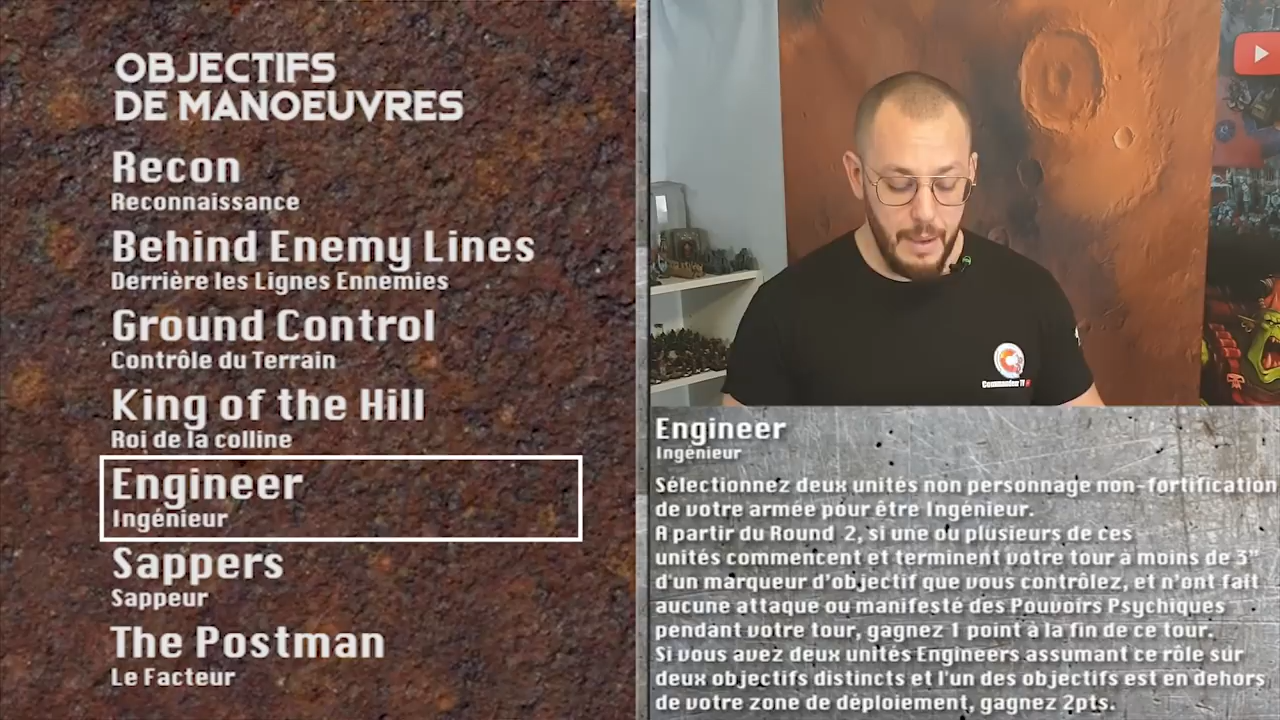 OBJECTIFS
DE MANOEUVRES
Recon
Reconnaissance
Behind Enemy Lines
Derrière les Lignes Ennemies
Ground Control
Contrôle du Terrain
King of the Hill
Roi de la colline
Engineer
Ingénieur
Sappers
Sappeur
The Postman
Le Facteur
Commandeur TV
Engineer
Ingénieur
Sélectionnez deux unités non personnage non-fortification
de votre armée pour être Ingénieur.
A partir du Round 2, si une ou plusieurs de ces
unités commencent et terminent votre tour à moins de 3"
d'un marqueur d'objectif que vous contrôlez, et n'ont fait
aucune attaque ou manifesté des Pouvoirs Psychiques
pendant votre tour, gagnez 1 point à la fin de ce tour.
Si vous avez deux unités Engineers assumant ce rôle sur
deux objectifs distincts et l'un des objectifs est en dehors
de votre zone de déploiement, gagnez 2pts.